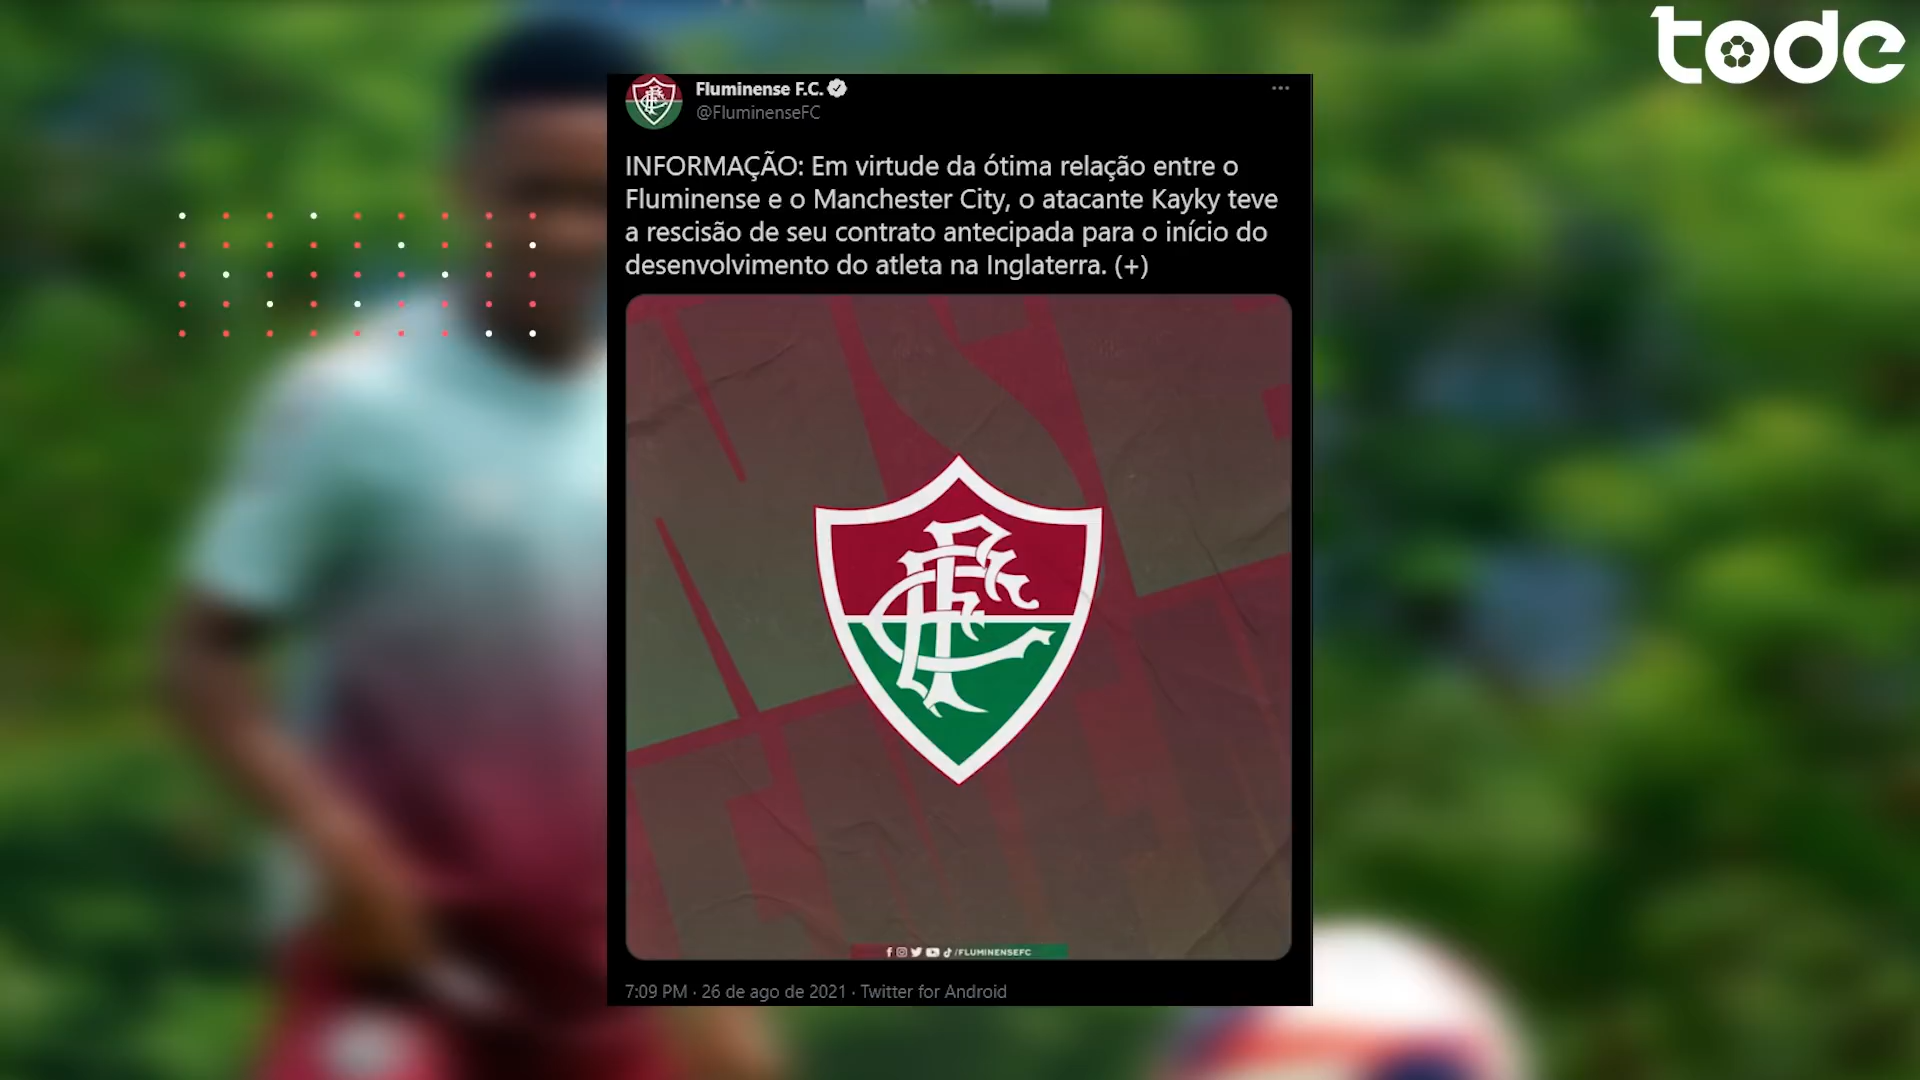 tode
Fluminense F.C.
@FluminenseFC
INFORMAÇÃO: Em virtude da ótima relação entre o
Fluminense e o Manchester City, o atacante Kayky teve
a rescisão de seu contrato antecipada para o início do
desenvolvimento do atleta na Inglaterra. (+)
/FLUMINENSEFC
7:09 PM · 26 de ago de 2021 · Twitter for Android